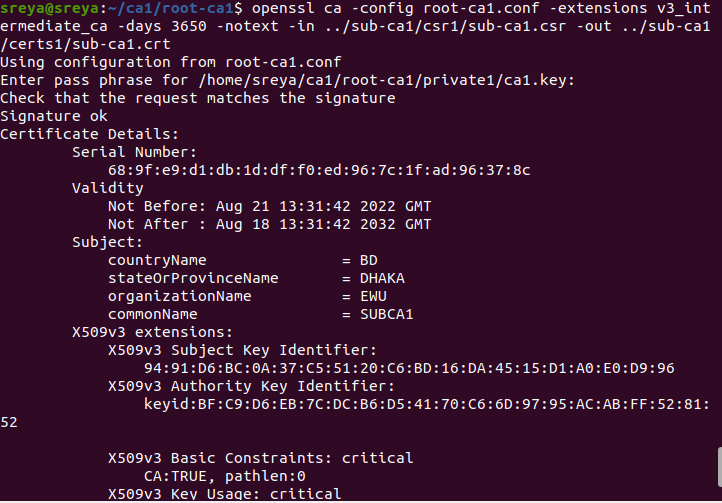 sreya@sreya:~/ca1/root-ca1$ openssl ca -config root-ca1.conf -extensions v3_int
ermediate_ca -days 3650 -notext -in ../sub-ca1/csr1/sub-ca1.csr -out ../sub-ca1
/certs1/sub-ca1.crt
Using configuration from root-ca1.conf
Enter pass phrase for /home/sreya/ca1/root-ca1/private1/ca1.key:
Check that the request matches the signature
Signature ok
Certificate Details:
        Serial Number:
            68:9f:e9:d1:db:1d:df:f0:ed:96:7c:1f:ad:96:37:8c
        Validity
            Not Before: Aug 21 13:31:42 2022 GMT
            Not After : Aug 18 13:31:42 2032 GMT
        Subject:
            countryName               = BD
            stateOrProvinceName       = DHAKA
            organizationName          = EWU
            commonName                = SUBCA1
        X509v3 extensions:
            X509v3 Subject Key Identifier:
                94:91:D6:BC:0A:37:C5:51:20:C6:BD:16:DA:45:15:D1:A0:E0:D9:96
            X509v3 Authority Key Identifier:
                keyid:BF:C9:D6:EB:7C:DC:B6:D5:41:70:C6:6D:97:95:AC:AB:FF:52:81:
52
            X509v3 Basic Constraints: critical
                CA:TRUE, pathlen:0
            X509v3 Key Usage: critical